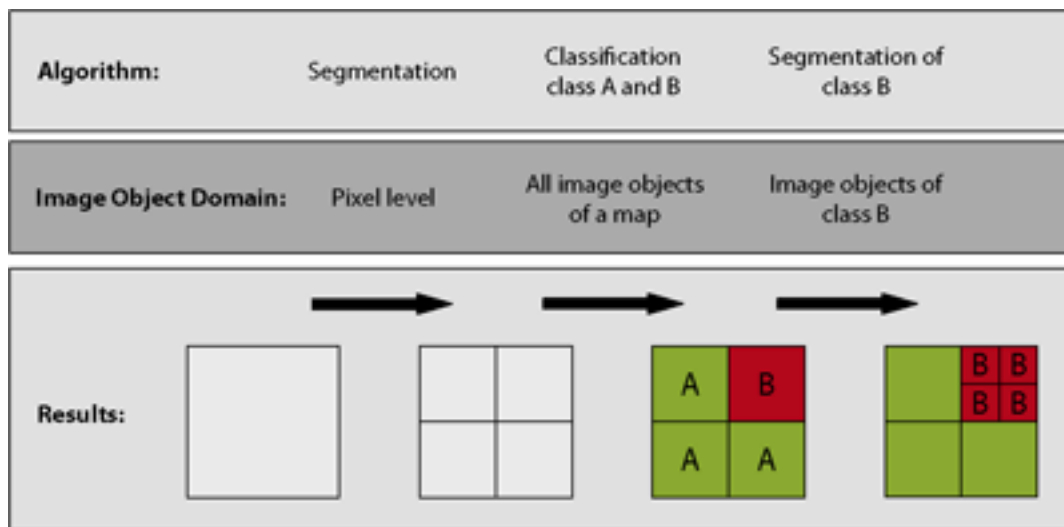 Algorithm:
Segmentation
Classification
class A and B
Segmentation of
class B
Image Object Domain:
Pixel level
All image objects
of a map
Image objects of
class B
Results:
A B
A A
B B
B B